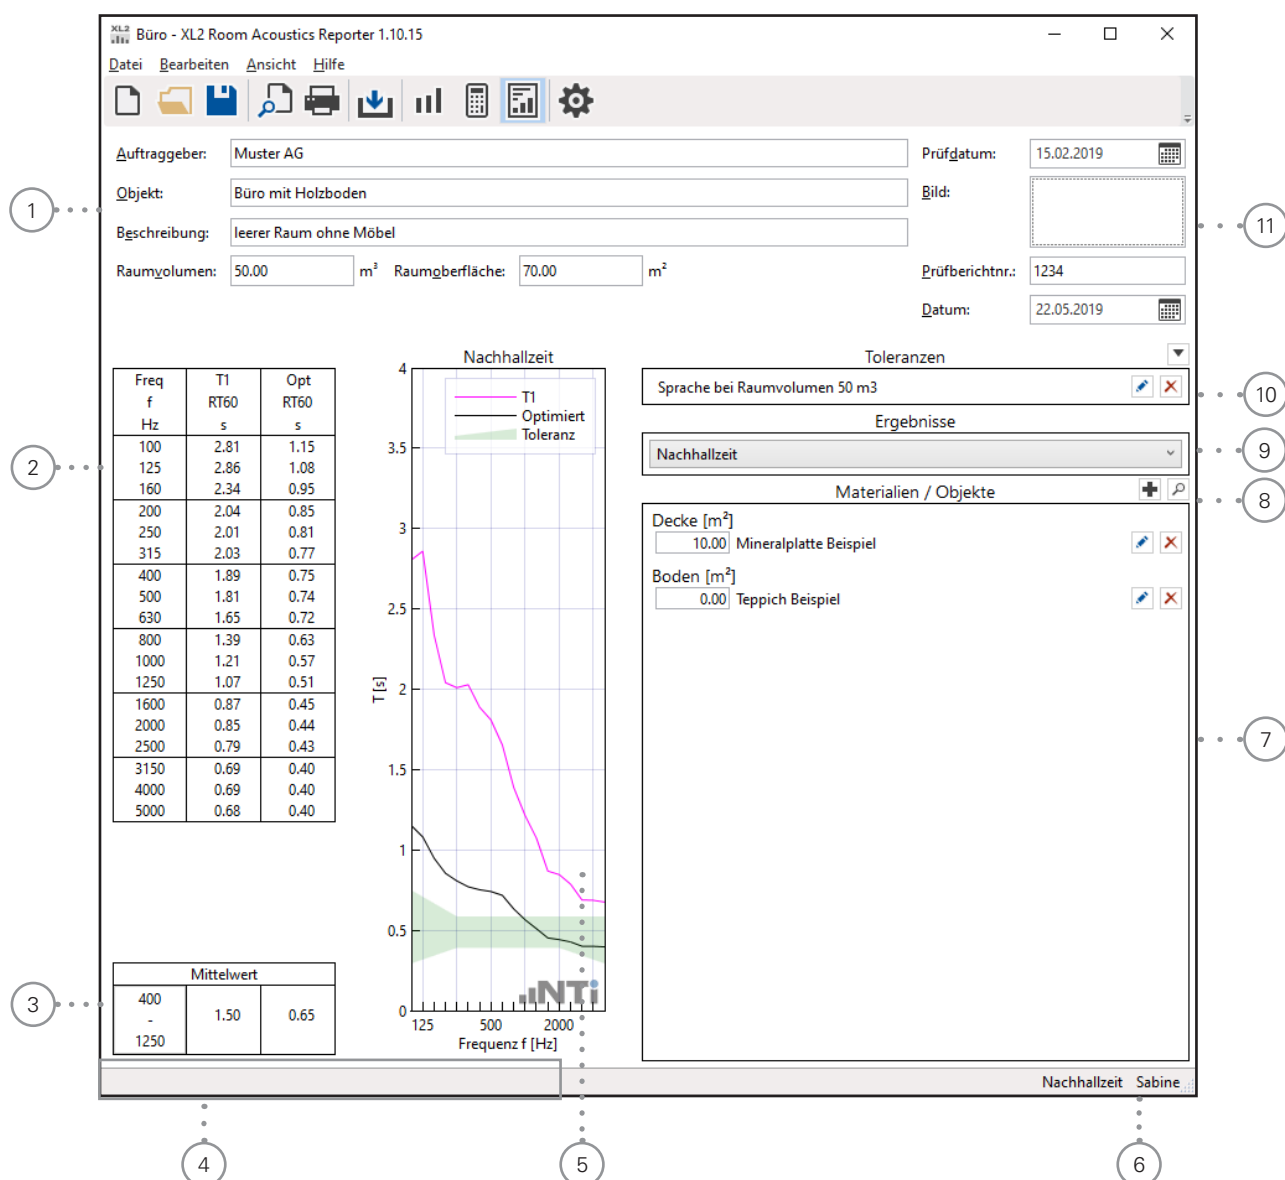 XL2 Büro - XL2 Room Acoustics Reporter 1.10.15
Datei Bearbeiten Ansicht Hilfe
Auftraggeber: Muster AG Prüfdatum: 15.02.2019
Objekt: Büro mit Holzboden Bild:
1
11
Beschreibung: leerer Raum ohne Möbel
Raumvolumen: 50.00 m³ Raumoberfläche: 70.00 m² Prüfberichtnr.: 1234
Datum: 22.05.2019
Nachhallzeit Toleranzen
Freq T1 Opt
f RT60 RT60
Hz s s
100 2.81 1.15
125 2.86 1.08
160 2.34 0.95
200 2.04 0.85
250 2.01 0.81
315 2.03 0.77
400 1.89 0.75
500 1.81 0.74
630 1.65 0.72
800 1.39 0.63
1000 1.21 0.57
1250 1.07 0.51
1600 0.87 0.45
2000 0.85 0.44
2500 0.79 0.43
3150 0.69 0.40
4000 0.69 0.40
5000 0.68 0.40
2
Mittelwert
400
- 1.50 0.65
1250
3
4
T1
Optimiert
Toleranz
4
3.5
3
2.5
2
1.5
1
0.5
0
T [s]
NTi
125 500 2000
Frequenz f [Hz]
5
Sprache bei Raumvolumen 50 m3
10
Ergebnisse
Nachhallzeit
9
Materialien / Objekte
8
Decke [m²]
10.00 Mineralplatte Beispiel
Boden [m²]
0.00 Teppich Beispiel
7
Nachhallzeit Sabine
6